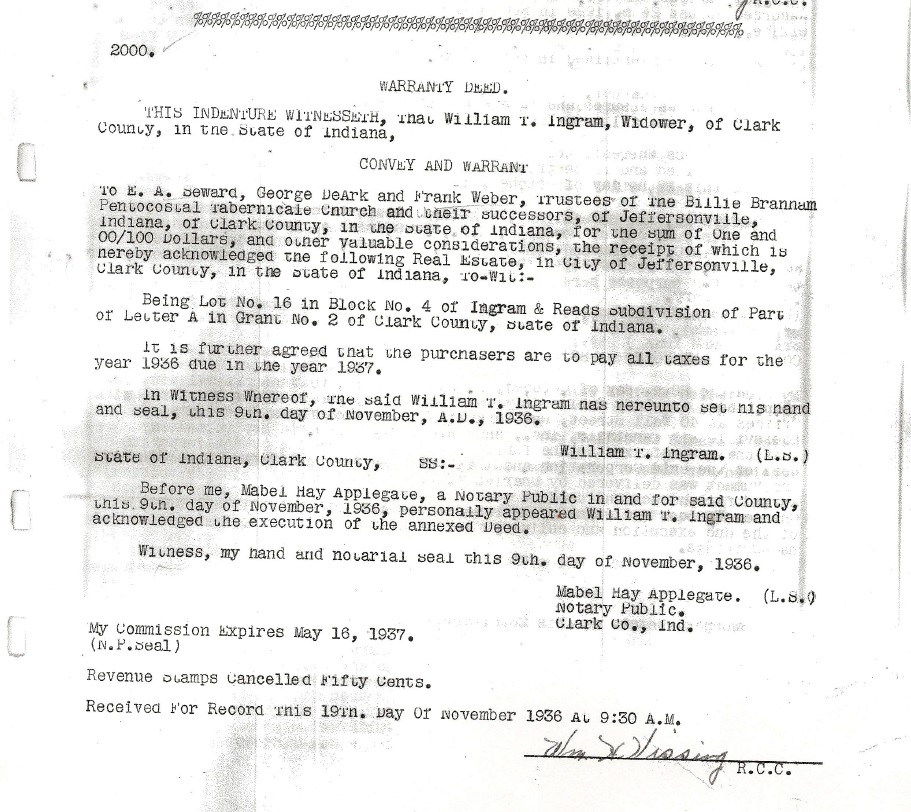 R.C.C.
2000.
WARRANTY DEED.
THIS INDENTURE WITNESSETH, That William T. Ingram, Widower, of Clark
County, in the State of Indiana,
CONVEY AND WARRANT
To E. A. Seward, George DeArk and Frank Weber, Trustees of The Billie Brannam
Pentocostal Tabernicale Church and their successors, of Jeffersonville,
Indiana, of Clark County, in the State of Indiana, for the sum of One and
00/100 Dollars, and other valuable considerations, the receipt of which is
hereby acknowledged the following Real Estate, in City of Jeffersonville,
Clark County, in the State of Indiana, To-Wit:-
Being Lot No. 16 in Block No. 4 of Ingram & Reads Subdivision of Part
of Letter A in Grant No. 2 of Clark County, State of Indiana.
It is further agreed that the purchasers are to pay all taxes for the
year 1936 due in the year 1937.
In Witness Whereof, The said William T. Ingram has hereunto set his hand
and seal, this 9th. day of November, A.D., 1936.
William T. Ingram. (L.S.)
State of Indiana, Clark County, SS:-
Before me, Mabel Hay Applegate, a Notary Public in and for said County,
this 9th. day of November, 1936, personally appeared William T. Ingram and
acknowledged the execution of the annexed Deed.
Witness, my hand and notarial seal this 9th. day of November, 1936.
Mabel Hay Applegate. (L.S.)
Notary Public.
Clark Co., Ind.
My Commission Expires May 16, 1937.
(N.P.Seal)
Revenue Stamps Cancelled Fifty Cents.
Received For Record This 19Th. Day Of November 1936 At 9:30 A.M.
Wm H Hissing
R.C.C.